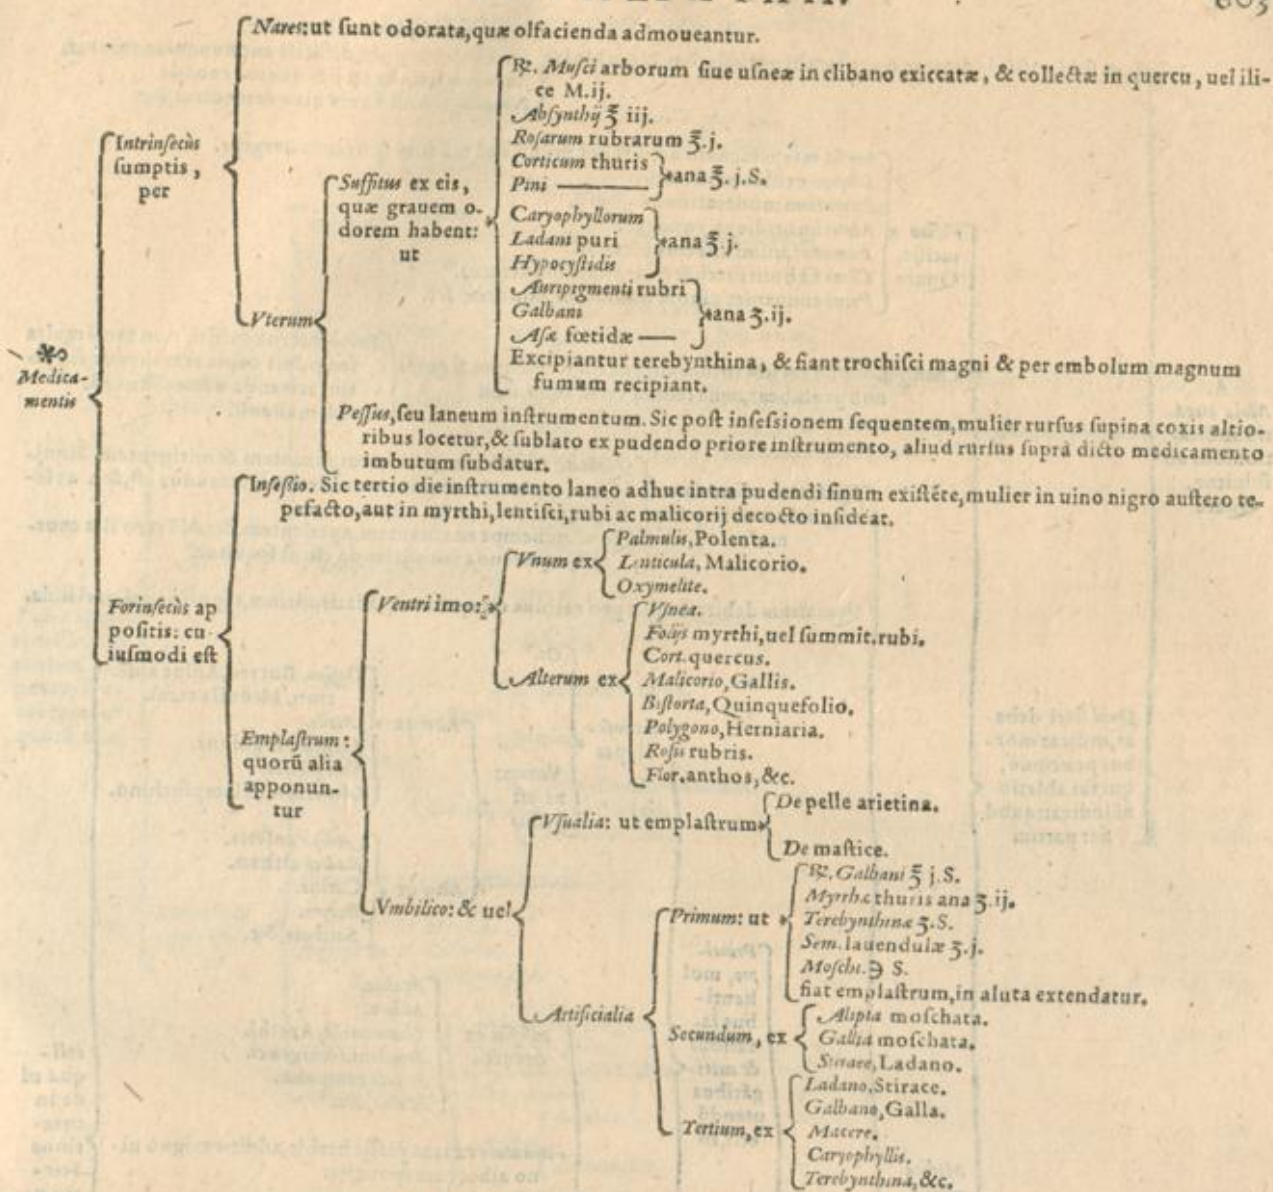 603
Nares: ut ſunt odorata, quæ olfacienda admoueantur.
Intrinſecùs
ſumptis,
per
Vterum
Suffitus ex eis,
quæ grauem o-
dorem habent:
ut
℞. Muſci arborum ſiue uſneæ in clibano exiccatæ, & collectæ in quercu, uel ili-
ce M.ij.
Abſynthij ℥ iij.
Roſarum rubrarum ℥.j.
Corticum thuris
Pini
ana ℥.j.S.
Caryophyllorum
Ladani puri
Hypocyſtidis
ana ℥.j.
Auripigmenti rubri
Galbani
Aſæ fœtidæ
ana ʒ.ij.
Excipiantur terebynthina, & fiant trochiſci magni & per embolum magnum
fumum recipiant.
Peſſus, ſeu laneum inſtrumentum. Sic poſt inſeſſionem ſequentem, mulier rurſus ſupina coxis altio-
ribus locetur, & ſublato ex pudendo priore inſtrumento, aliud rurſus ſuprà dicto medicamento
imbutum ſubdatur.
Medica-
mentis
Forinſecùs ap
poſitis: cu-
iuſmodi eſt
Inſeſsio. Sic tertio die inſtrumento laneo adhuc intra pudendi ſinum exiſtẽte, mulier in uino nigro auſtero te-
pefacto, aut in myrthi, lentiſci, rubi ac malicorij decocto inſideat.
Emplaſtrum:
quorũ alia
apponun-
tur
Ventri imo:
Vnum ex
Palmulis, Polenta.
Lenticula, Malicorio.
Oxymelite.
Alterum ex
Vſnea.
Folijs myrthi, uel ſummit. rubi.
Cort. quercus.
Malicorio, Gallis.
Biſtorta, Quinquefolio.
Polygono, Herniaria.
Roſis rubris.
Flor. anthos, &c.
Vmbilico: & uel
Vſualia: ut emplaſtrum
De pelle arietina.
De maſtice.
Artificialia
Primum: ut
℞. Galbani ℥ j.S.
Myrrhæ thuris ana ʒ.ij.
Terebynthinæ ʒ.S.
Sem. lauendulæ ʒ.j.
Moſchi. ℈ S.
fiat emplaſtrum, in aluta extendatur.
Secundum, ex
Alipta moſchata.
Gallia moſchata.
Stirace, Ladano.
Tertium, ex
Ladano, Stirace.
Galbano, Galla.
Macere.
Caryophyllis.
Terebynthina, &c.